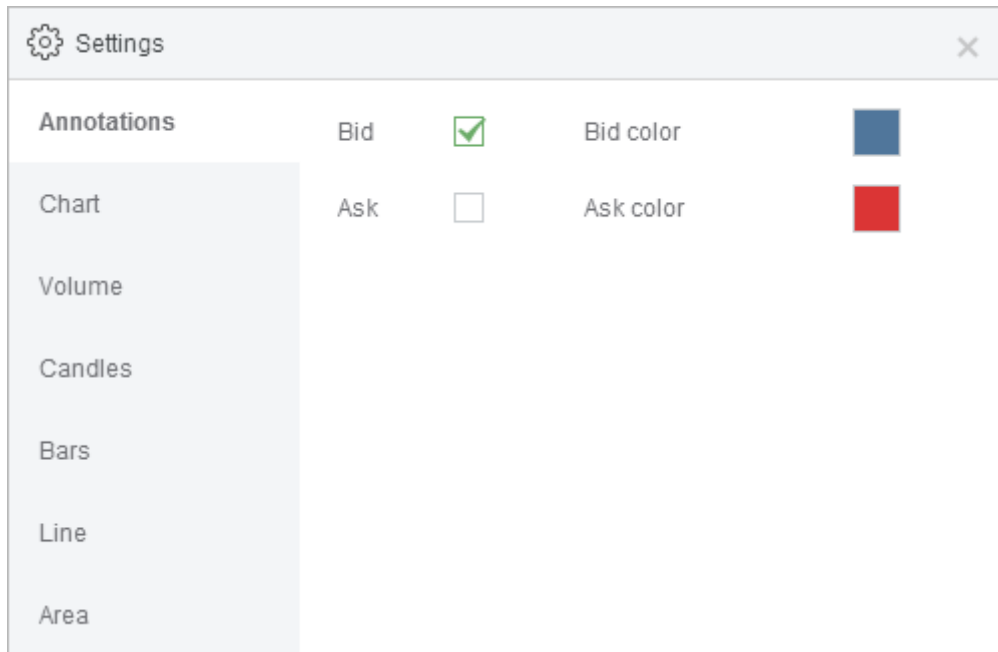 Settings
Annotations
Bid
Bid color
Chart
Ask
Ask color
Volume
Candles
Bars
Line
Area